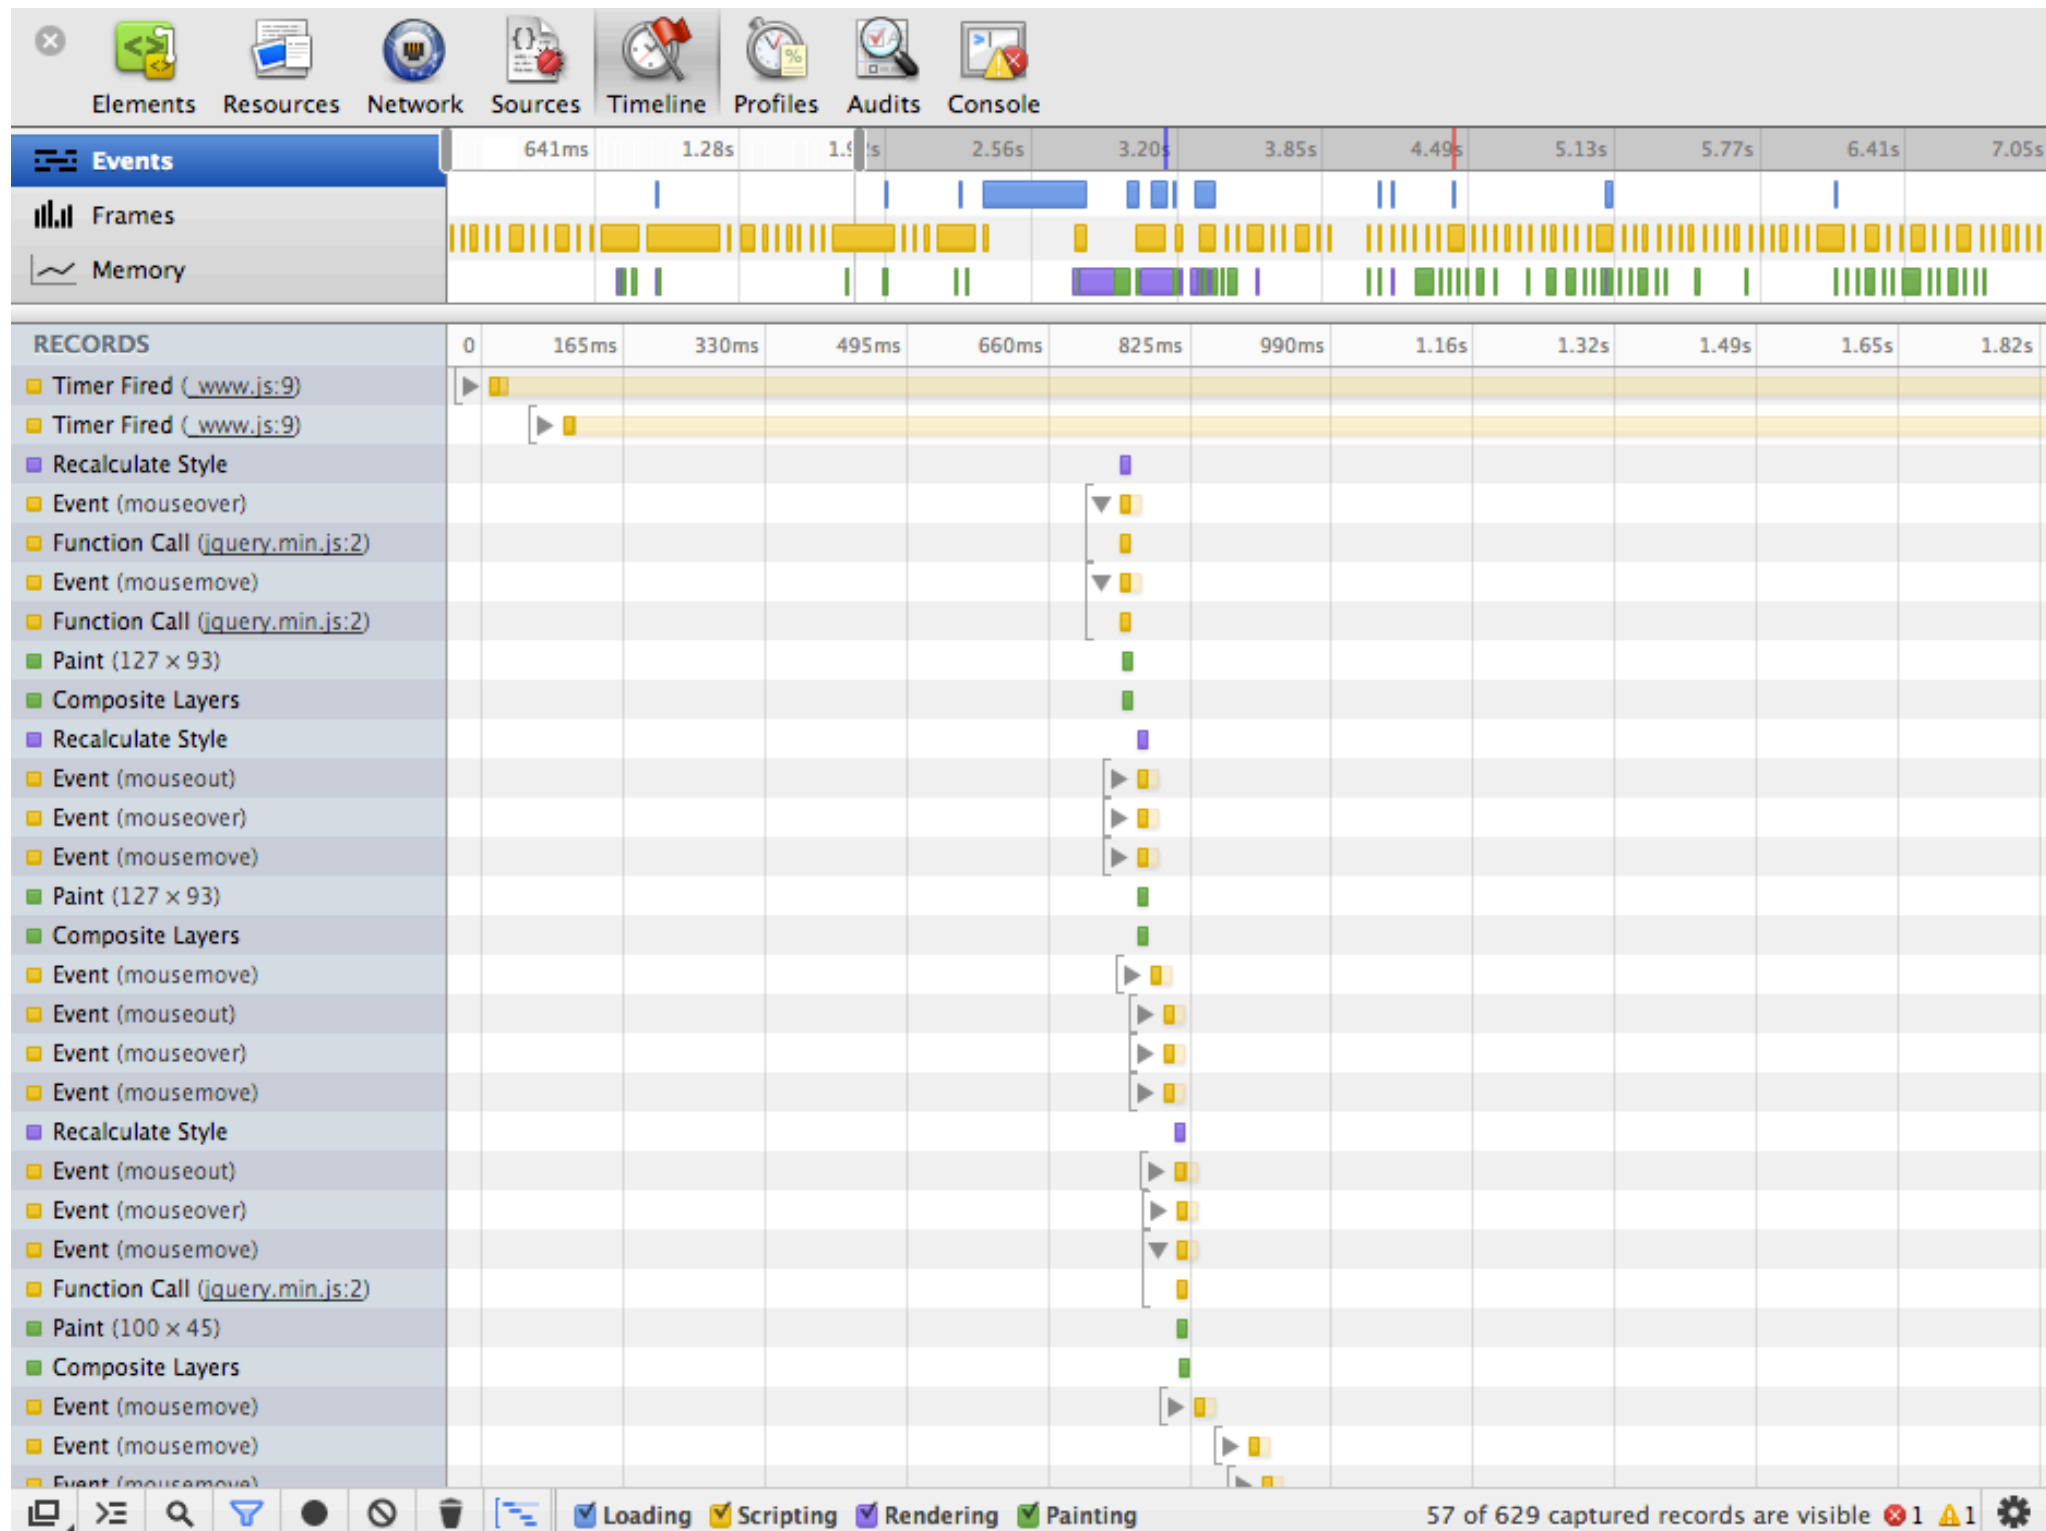 Elements Resources Network Sources Timeline Profiles Audits Console
Events
641ms 1.28s 2.56s 3.20s 3.85s 4.49s 5.13s 5.77s 6.41s 7.05s
Frames
Memory
RECORDS 0 165ms 330ms 495ms 660ms 825ms 990ms 1.16s 1.32s 1.49s 1.65s 1.82s
Timer Fired (_www.js:9)
Timer Fired (_www.js:9)
Recalculate Style
Event (mouseover)
Function Call (jquery.min.js:2)
Event (mousemove)
Function Call (jquery.min.js:2)
Paint (127 × 93)
Composite Layers
Recalculate Style
Event (mouseout)
Event (mouseover)
Event (mousemove)
Paint (127 × 93)
Composite Layers
Event (mousemove)
Event (mouseout)
Event (mouseover)
Event (mousemove)
Recalculate Style
Event (mouseout)
Event (mouseover)
Event (mousemove)
Function Call (jquery.min.js:2)
Paint (100 × 45)
Composite Layers
Event (mousemove)
Event (mousemove)
Event (mousemove)
Loading Scripting Rendering Painting 57 of 629 captured records are visible 1 1